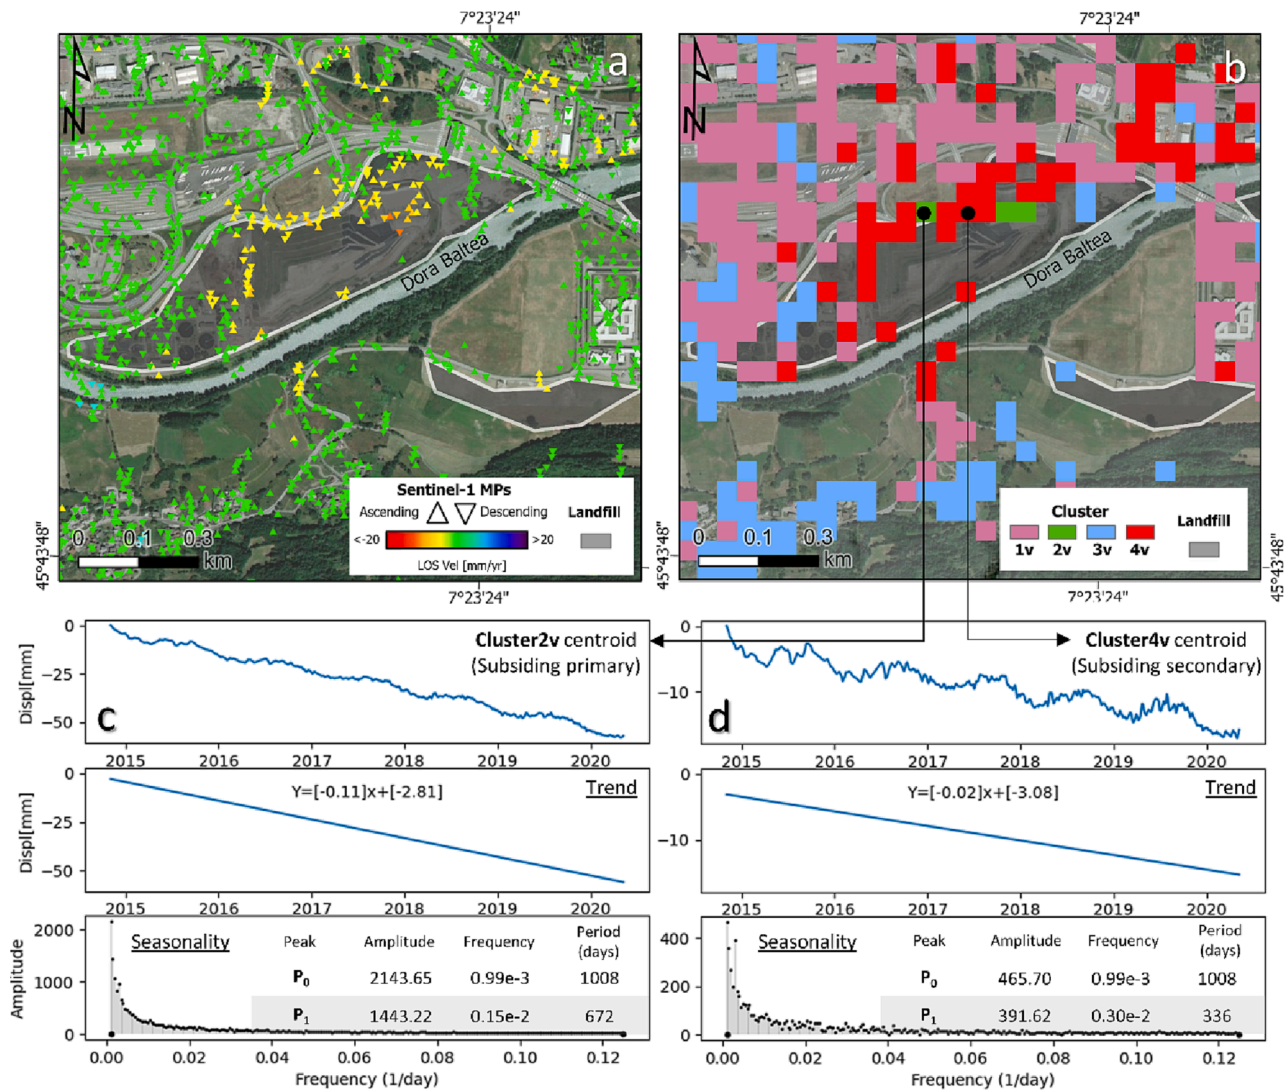 7°23'24"
7°23'24"
a
b
N
N
Dora Baltea
Dora Baltea
Sentinel-1 MPs
Ascending
Descending
Landfill
<-20
>20
LOS Vel [mm/yr]
0
0.1
0.3
km
Cluster
Landfill
1v
2v
3v
4v
0
0.1
0.3
km
45°43'48"
45°43'48"
45°43'48"
7°23'24"
7°23'24"
Cluster2v centroid
(Subsiding primary)
Cluster4v centroid
(Subsiding secondary)
Displ[mm]
0
−25
−50
c
2015 2016 2017 2018 2019 2020
0
−10
d
2015 2016 2017 2018 2019 2020
Displ[mm]
0
−25
−50
Y=[-0.11]x+[-2.81]
Trend
2015 2016 2017 2018 2019 2020
0
−10
Y=[-0.02]x+[-3.08]
Trend
2015 2016 2017 2018 2019 2020
Amplitude
2000
1000
0
Seasonality
Peak Amplitude Frequency Period (days)
P0 2143.65 0.99e-3 1008
P1 1443.22 0.15e-2 672
0.00 0.02 0.04 0.06 0.08 0.10 0.12
Frequency (1/day)
400
200
0
Seasonality
Peak Amplitude Frequency Period (days)
P0 465.70 0.99e-3 1008
P1 391.62 0.30e-2 336
0.00 0.02 0.04 0.06 0.08 0.10 0.12
Frequency (1/day)